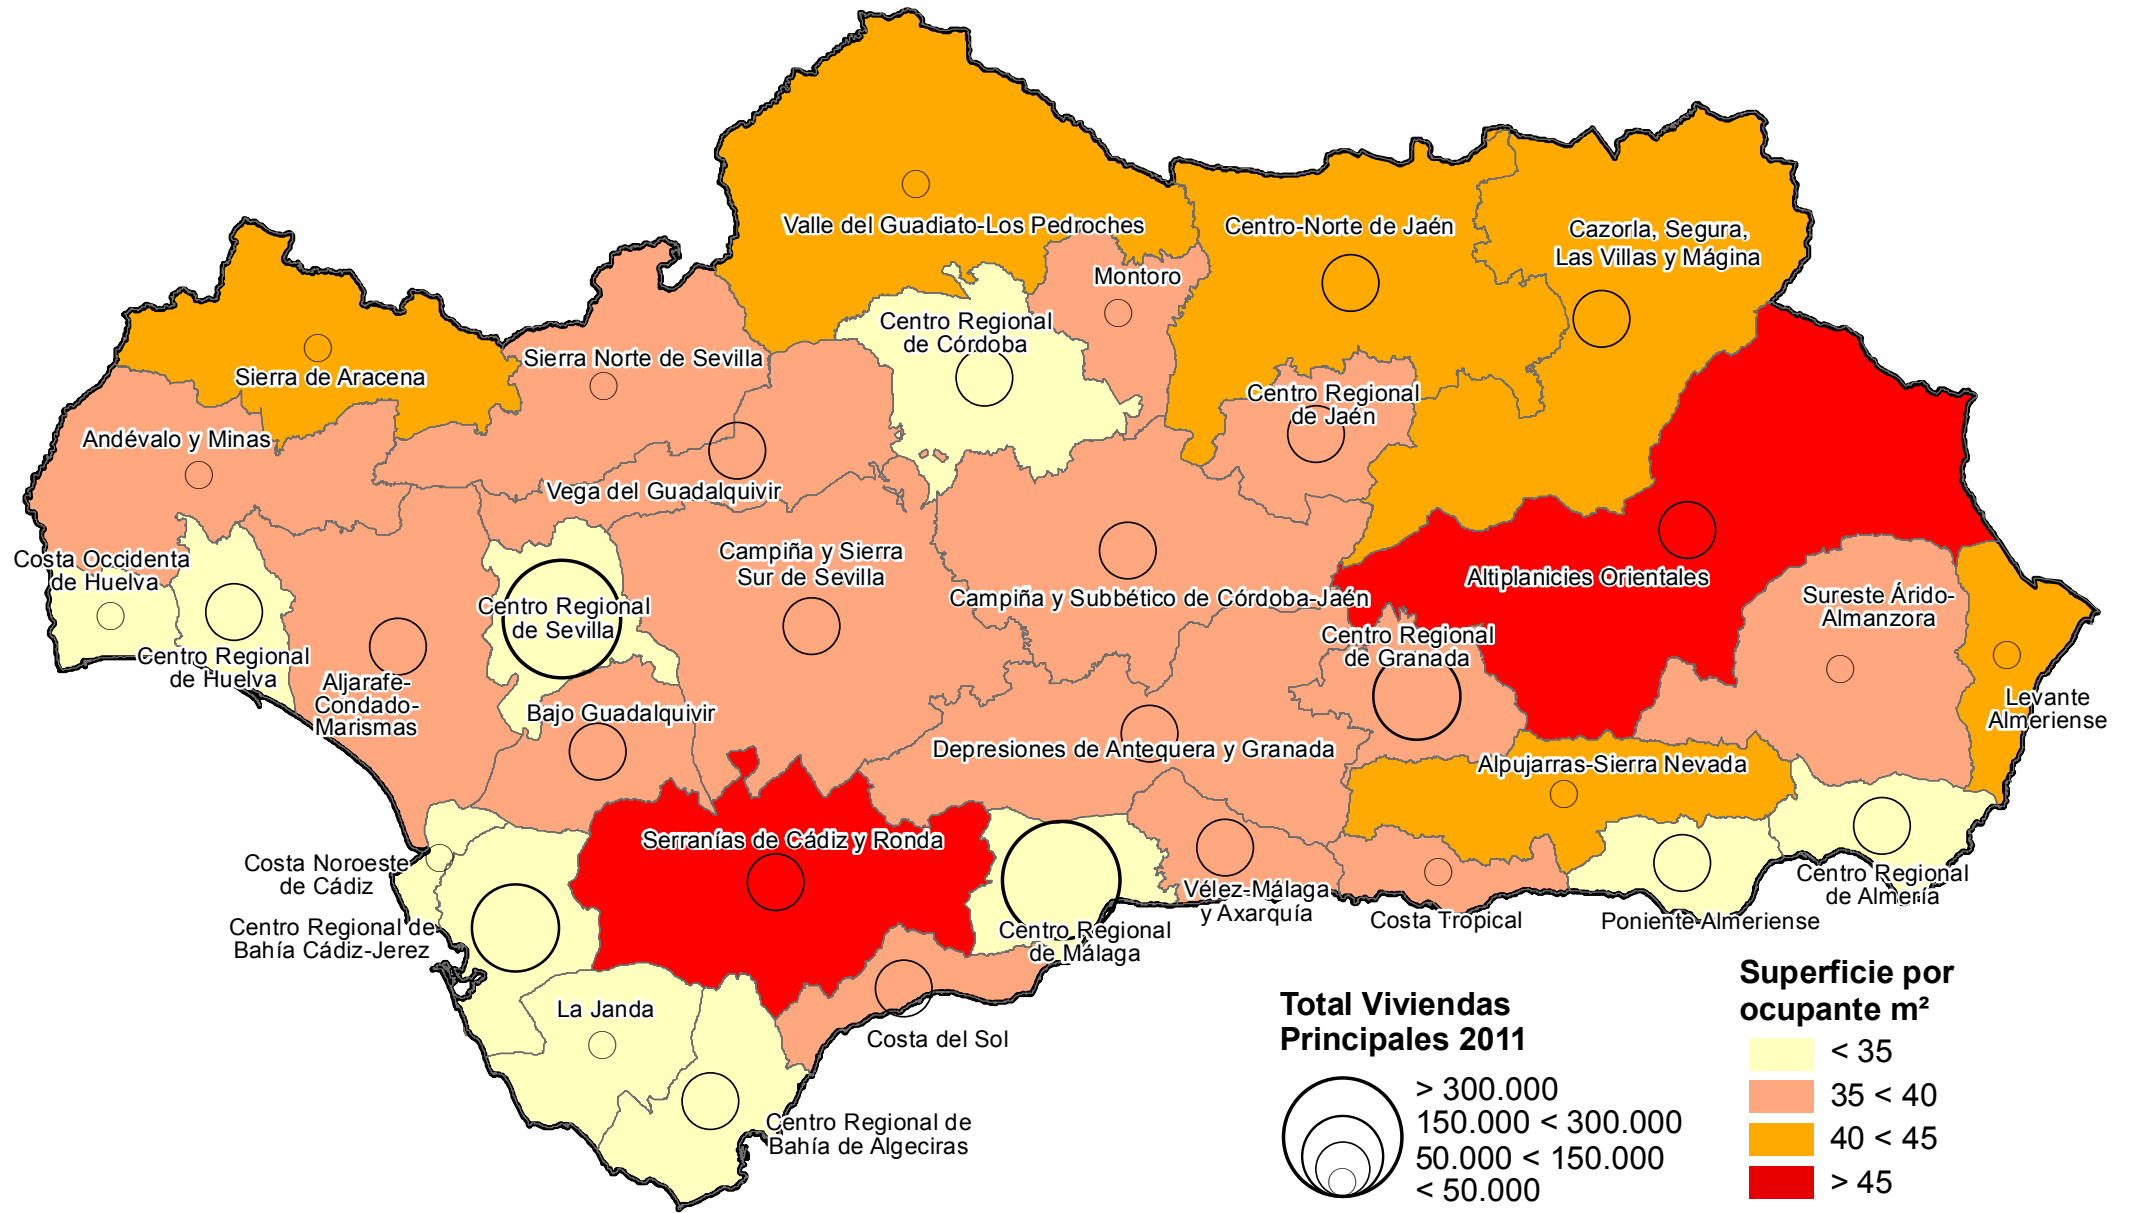 Valle del Guadiato-Los Pedroches
Centro-Norte de Jaén
Cazorla, Segura,
Las Villas y Mágina
Montoro
Centro Regional
de Córdoba
Sierra Norte de Sevilla
Sierra de Aracena
Centro Regional
de Jaén
Andévalo y Minas
Vega del Guadalquivir
Costa Occidenta
de Huelva
Campiña y Sierra
Sur de Sevilla
Altiplanicies Orientales
Campiña y Subbético de Córdoba-Jaén
Sureste Árido-
Almanzora
Centro Regional
de Sevilla
Centro Regional
de Granada
Centro Regional
de Huelva
Aljarafe-
Condado-
Marismas
Bajo Guadalquivir
Levante
Almeriense
Depresiones de Antequera y Granada
Alpujarras-Sierra Nevada
Serranías de Cádiz y Ronda
Costa Noroeste
de Cádiz
Vélez-Málaga
y Axarquía
Centro Regional
de Almería
Costa Tropical
Poniente Almeriense
Centro Regional de
Bahía Cádiz-Jerez
Centro Regional
de Málaga
La Janda
Costa del Sol
Centro Regional de
Bahía de Algeciras
Total Viviendas
Principales 2011
> 300.000
150.000 < 300.000
50.000 < 150.000
< 50.000
Superficie por
ocupante m²
< 35
35 < 40
40 < 45
> 45